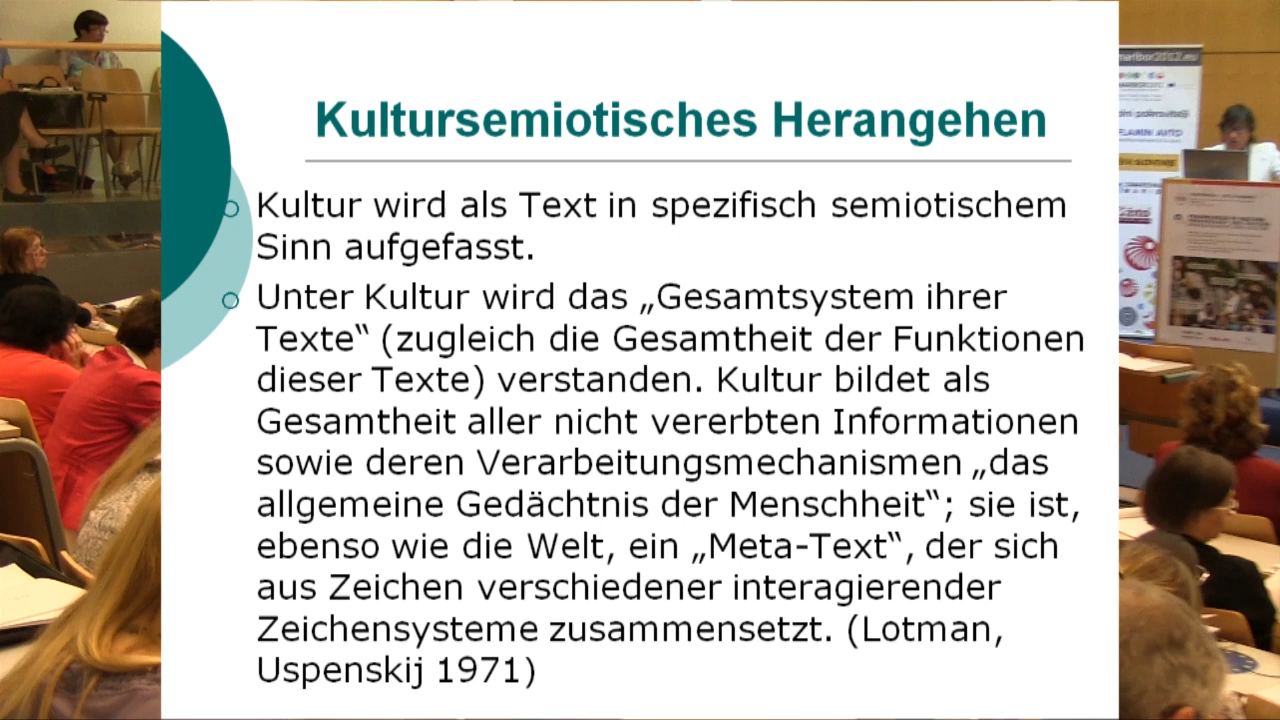 Kultursemiotisches Herangehen
Kultur wird als Text in spezifisch semiotischem
Sinn aufgefasst.
Unter Kultur wird das „Gesamtsystem ihrer
Texte“ (zugleich die Gesamtheit der Funktionen
dieser Texte) verstanden. Kultur bildet als
Gesamtheit aller nicht vererbten Informationen
sowie deren Verarbeitungsmechanismen „das
allgemeine Gedächtnis der Menschheit“; sie ist,
ebenso wie die Welt, ein „Meta-Text“, der sich
aus Zeichen verschiedener interagierender
Zeichensysteme zusammensetzt. (Lotman,
Uspenskij 1971)